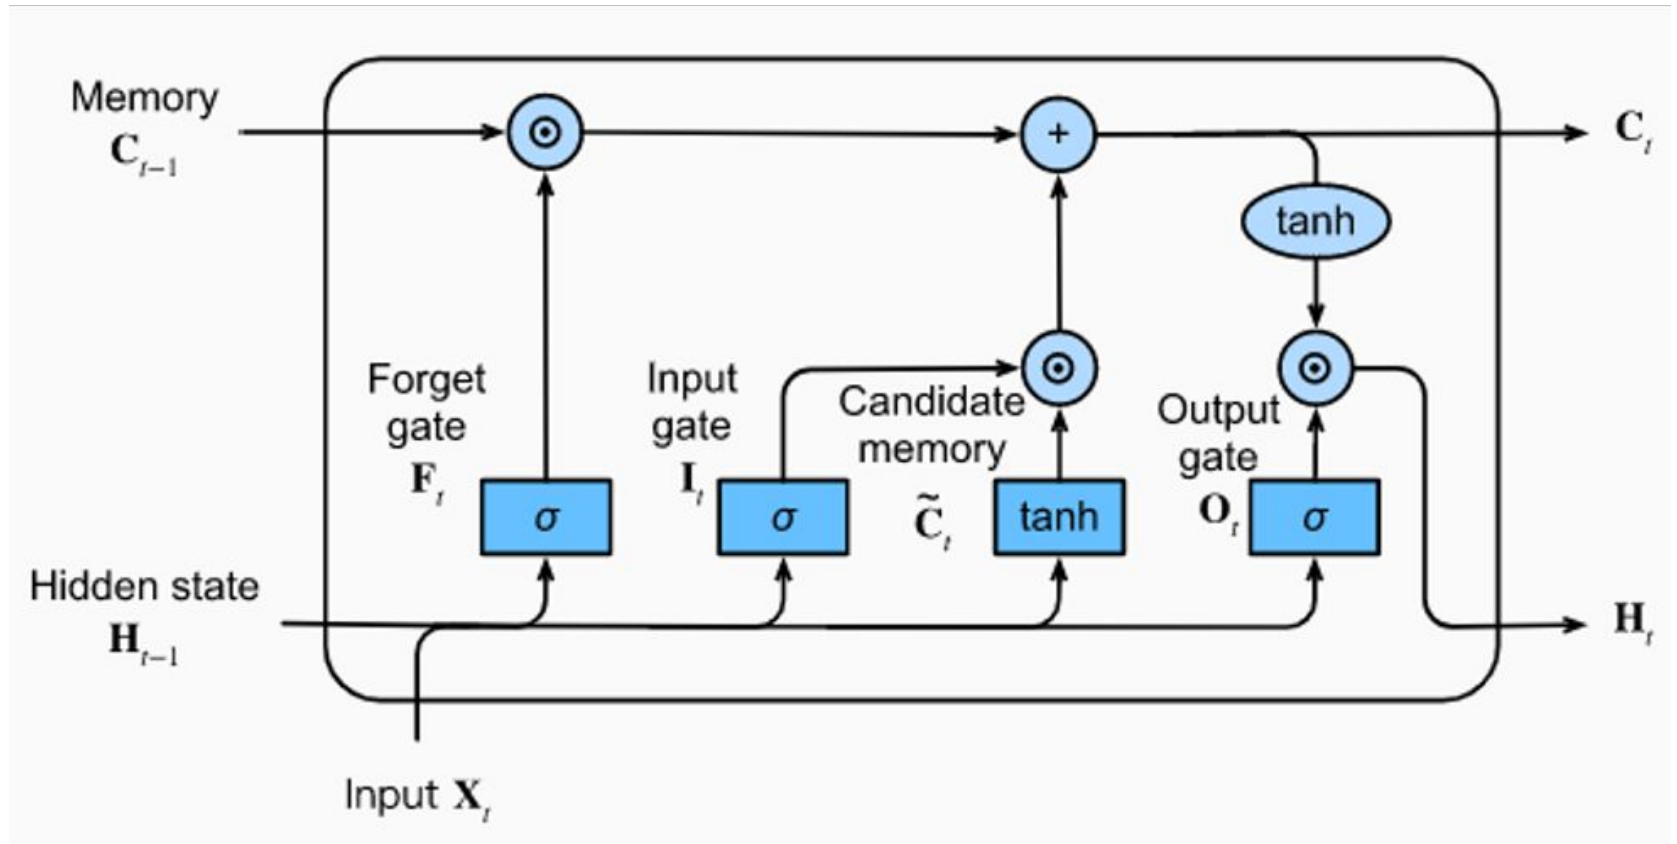 Memory
C_{t-1}
⊙
+
C_t
tanh
Forget
gate
F_t
Input
gate
I_t
Candidate
memory
C̃_t
⊙
Output
gate
O_t
⊙
σ
σ
tanh
σ
Hidden state
H_{t-1}
H_t
Input X_t